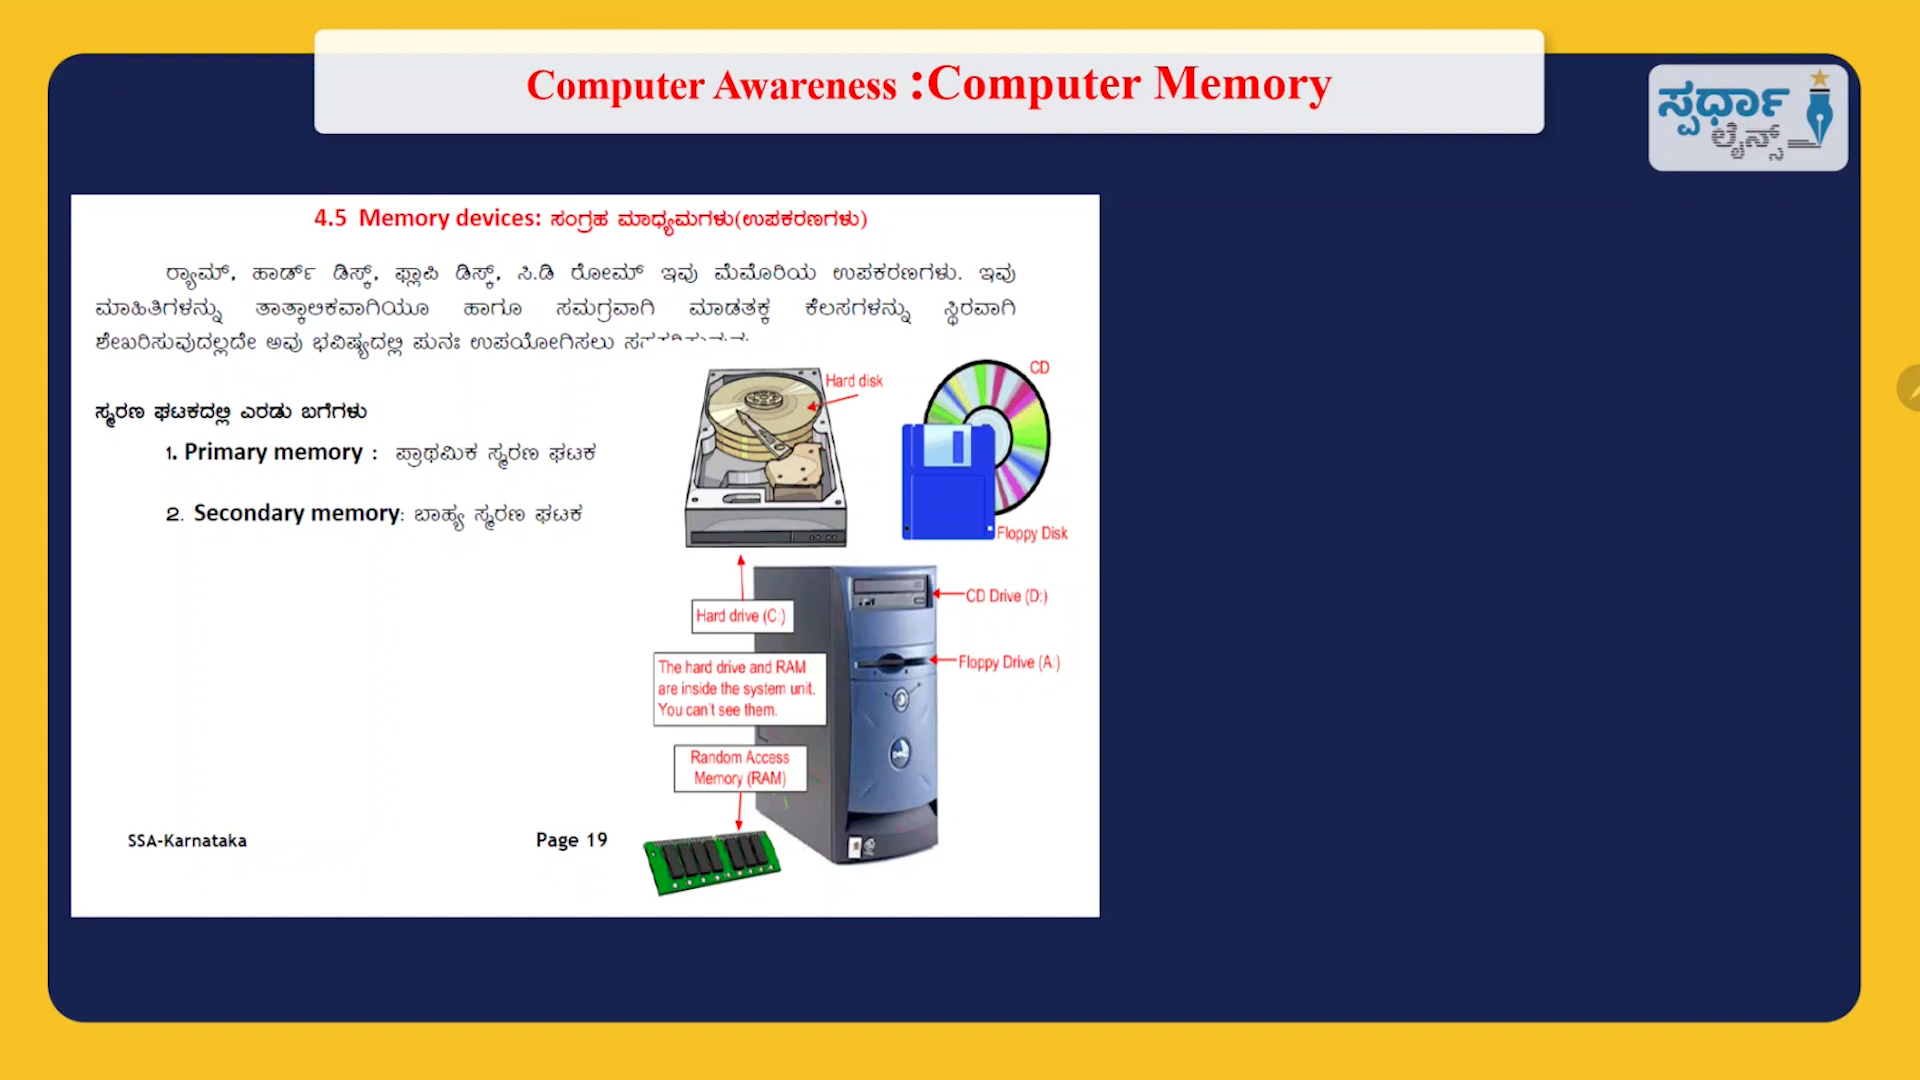 Computer Awareness :Computer Memory
ಸ್ಪರ್ಧಾ
ಲೈನ್ಸ್
4.5 Memory devices: ಸಂಗ್ರಹ ಮಾಧ್ಯಮಗಳು(ಉಪಕರಣಗಳು)
ರ‍್ಯಾಮ್, ಹಾರ್ಡ್ ಡಿಸ್ಕ್, ಫ್ಲಾಪಿ ಡಿಸ್ಕ್, ಸಿ.ಡಿ ರೋಮ್ ಇವು ಮೆಮೊರಿಯ ಉಪಕರಣಗಳು. ಇವು
ಮಾಹಿತಿಗಳನ್ನು ತಾತ್ಕಾಲಿಕವಾಗಿಯೂ ಹಾಗೂ ಸಮಗ್ರವಾಗಿ ಮಾಡತಕ್ಕ ಕೆಲಸಗಳನ್ನು ಸ್ಥಿರವಾಗಿ
ಶೇಖರಿಸುವುದಲ್ಲದೇ ಅವು ಭವಿಷ್ಯದಲ್ಲಿ ಪುನಃ ಉಪಯೋಗಿಸಲು
Hard disk
CD
ಸ್ಮರಣ ಘಟಕದಲ್ಲಿ ಎರಡು ಬಗೆಗಳು
1. Primary memory : ಪ್ರಾಥಮಿಕ ಸ್ಮರಣ ಘಟಕ
2. Secondary memory: ಬಾಹ್ಯ ಸ್ಮರಣ ಘಟಕ
Floppy Disk
CD Drive (D:)
Hard drive (C:)
Floppy Drive (A:)
The hard drive and RAM
are inside the system unit.
You can't see them.
DELL
Random Access
Memory (RAM)
SSA-Karnataka
Page 19